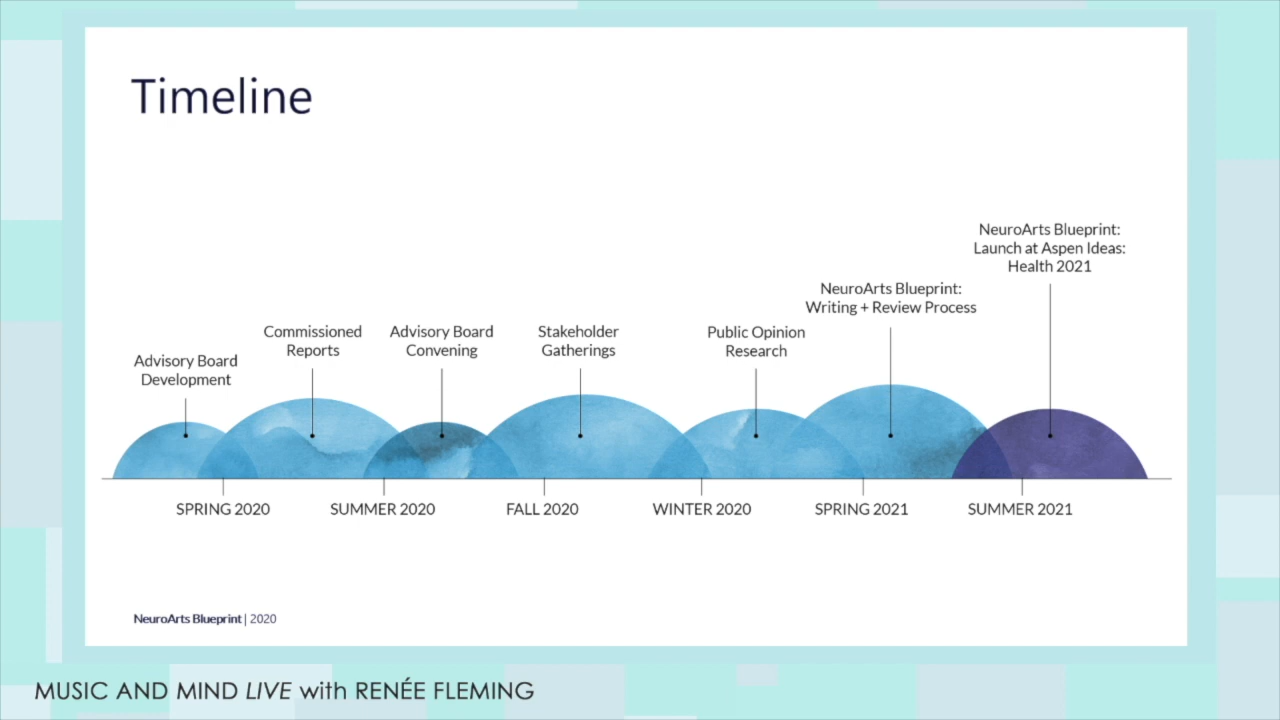 Timeline
NeuroArts Blueprint:
Launch at Aspen Ideas:
Health 2021
NeuroArts Blueprint:
Writing + Review Process
Commissioned
Reports
Advisory Board
Convening
Stakeholder
Gatherings
Public Opinion
Research
Advisory Board
Development
SPRING 2020
SUMMER 2020
FALL 2020
WINTER 2020
SPRING 2021
SUMMER 2021
NeuroArts Blueprint | 2020
MUSIC AND MIND LIVE with RENÉE FLEMING